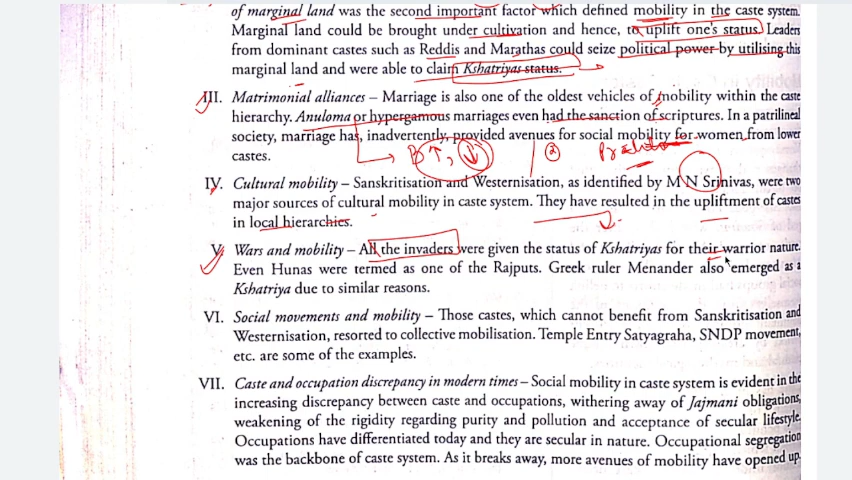 of marginal land was the second important factor which defined mobility in the caste system.
Marginal land could be brought under cultivation and hence, to uplift one's status. Leaders
from dominant castes such as Reddis and Marathas could seize political power by utilising this
marginal land and were able to claim Kshatriyas status.
III. Matrimonial alliances – Marriage is also one of the oldest vehicles of mobility within the caste
hierarchy. Anuloma or hypergamous marriages even had the sanction of scriptures. In a patrilineal
society, marriage has, inadvertently, provided avenues for social mobility for women from lower
castes.
B↑, ↓ / ②
IV. Cultural mobility – Sanskritisation and Westernisation, as identified by M N Srinivas, were two
major sources of cultural mobility in caste system. They have resulted in the upliftment of castes
in local hierarchies.
V. Wars and mobility – All the invaders were given the status of Kshatriyas for their warrior nature.
Even Hunas were termed as one of the Rajputs. Greek ruler Menander also emerged as a
Kshatriya due to similar reasons.
VI. Social movements and mobility – Those castes, which cannot benefit from Sanskritisation and
Westernisation, resorted to collective mobilisation. Temple Entry Satyagraha, SNDP movement,
etc. are some of the examples.
VII. Caste and occupation discrepancy in modern times – Social mobility in caste system is evident in the
increasing discrepancy between caste and occupations, withering away of Jajmani obligations,
weakening of the rigidity regarding purity and pollution and acceptance of secular lifestyle.
Occupations have differentiated today and they are secular in nature. Occupational segregation
was the backbone of caste system. As it breaks away, more avenues of mobility have opened up.